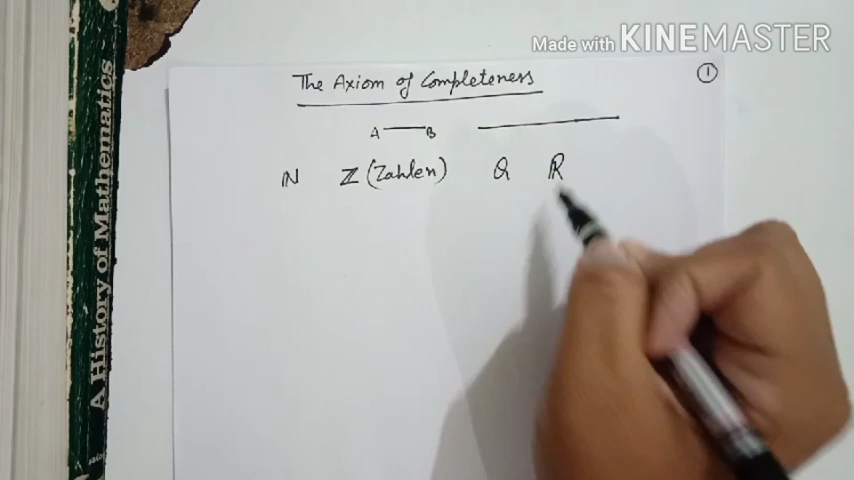 Made with KINEMASTER
The Axiom of Completeness
1
A B
ℕ ℤ (Zahlen) ℚ ℝ
A History of Mathematics